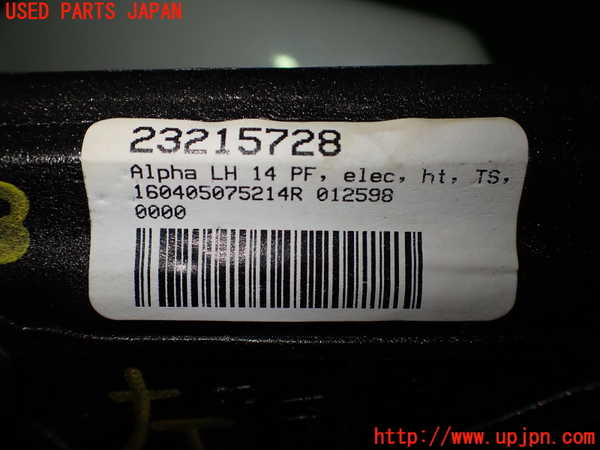 USED PARTS JAPAN
23215728
Alpha LH 14 PF, elec, ht, TS,
160405075214R 012598
0000
http://www.upjpn.com/